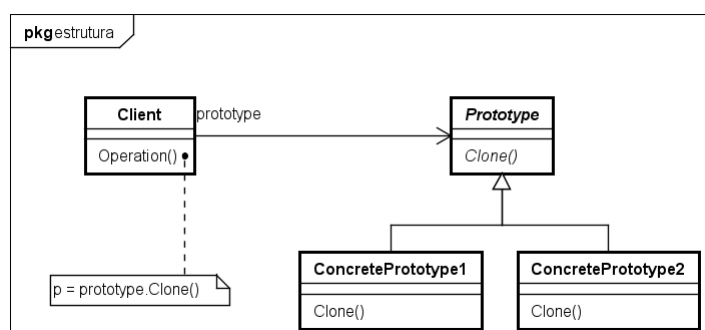 pkg estrutura
Client
prototype
Prototype
Operation()
Clone()
p = prototype.Clone()
ConcretePrototype1
ConcretePrototype2
Clone()
Clone()